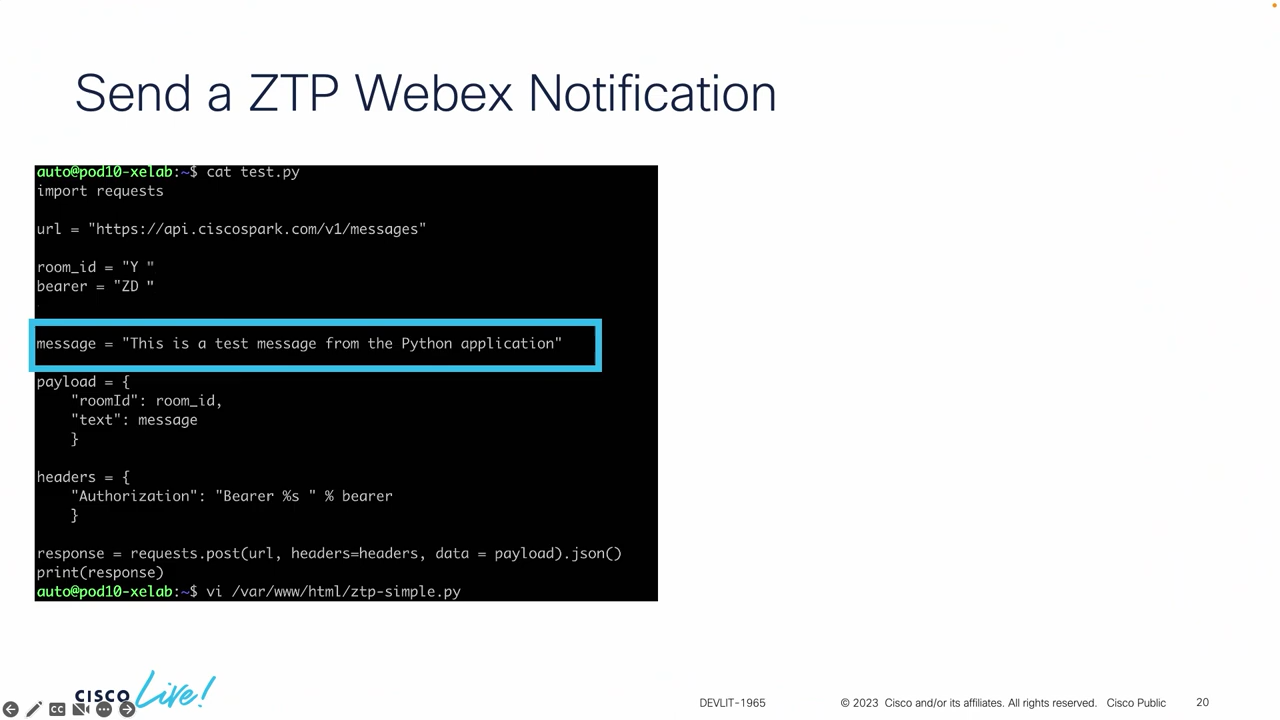 Send a ZTP Webex Notification
auto@pod10-xelab:~$ cat test.py
import requests
url = "https://api.ciscospark.com/v1/messages"
room_id = "Y "
bearer = "ZD "
message = "This is a test message from the Python application"
payload = {
    "roomId": room_id,
    "text": message
    }
headers = {
    "Authorization": "Bearer %s " % bearer
    }
response = requests.post(url, headers=headers, data = payload).json()
print(response)
auto@pod10-xelab:~$ vi /var/www/html/ztp-simple.py
CISCO Live!
CC
DEVLIT-1965
© 2023 Cisco and/or its affiliates. All rights reserved. Cisco Public
20